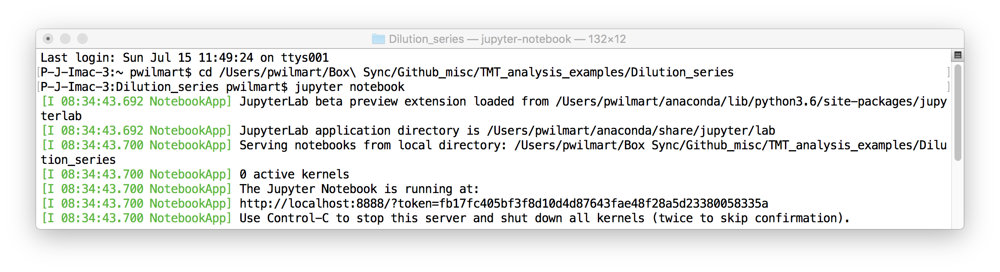 Dilution_series — jupyter-notebook — 132×12
Last login: Sun Jul 15 11:49:24 on ttys001
[P-J-Imac-3:~ pwilmart$ cd /Users/pwilmart/Box\ Sync/Github_misc/TMT_analysis_examples/Dilution_series ]
[P-J-Imac-3:Dilution_series pwilmart$ jupyter notebook ]
[I 08:34:43.692 NotebookApp] JupyterLab beta preview extension loaded from /Users/pwilmart/anaconda/lib/python3.6/site-packages/jupy
terlab
[I 08:34:43.692 NotebookApp] JupyterLab application directory is /Users/pwilmart/anaconda/share/jupyter/lab
[I 08:34:43.700 NotebookApp] Serving notebooks from local directory: /Users/pwilmart/Box Sync/Github_misc/TMT_analysis_examples/Dilu
tion_series
[I 08:34:43.700 NotebookApp] 0 active kernels
[I 08:34:43.700 NotebookApp] The Jupyter Notebook is running at:
[I 08:34:43.700 NotebookApp] http://localhost:8888/?token=fb17fc405bf3f8d10d4d87643fae48f28a5d23380058335a
[I 08:34:43.700 NotebookApp] Use Control-C to stop this server and shut down all kernels (twice to skip confirmation).